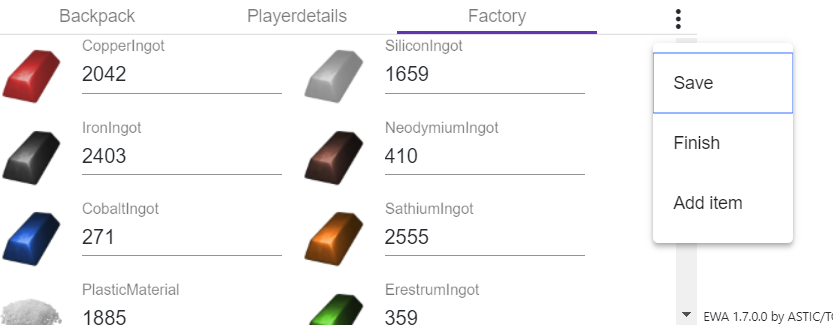 Backpack Playerdetails Factory
CopperIngot SiliconIngot
2042 1659
Save
IronIngot NeodymiumIngot
2403 410
Finish
CobaltIngot SathiumIngot
271 2555
Add item
PlasticMaterial ErestrumIngot
1885 359
EWA 1.7.0.0 by ASTIC/TO